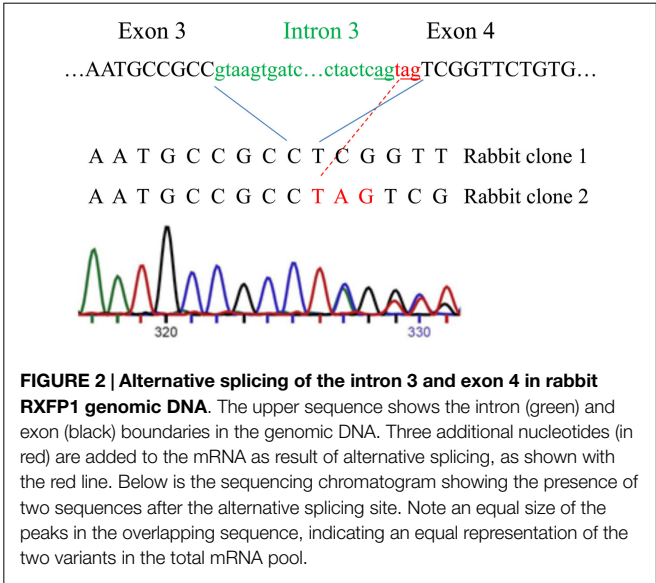 Exon 3 Intron 3 Exon 4
…AATGCCGCCgtaagtgatc…ctactcagtagTCGGTTCTGTG…
A A T G C C G C C T C G G T T Rabbit clone 1
A A T G C C G C C T A G T C G Rabbit clone 2
320 330
FIGURE 2 | Alternative splicing of the intron 3 and exon 4 in rabbit
RXFP1 genomic DNA. The upper sequence shows the intron (green) and
exon (black) boundaries in the genomic DNA. Three additional nucleotides (in
red) are added to the mRNA as result of alternative splicing, as shown with
the red line. Below is the sequencing chromatogram showing the presence of
two sequences after the alternative splicing site. Note an equal size of the
peaks in the overlapping sequence, indicating an equal representation of the
two variants in the total mRNA pool.